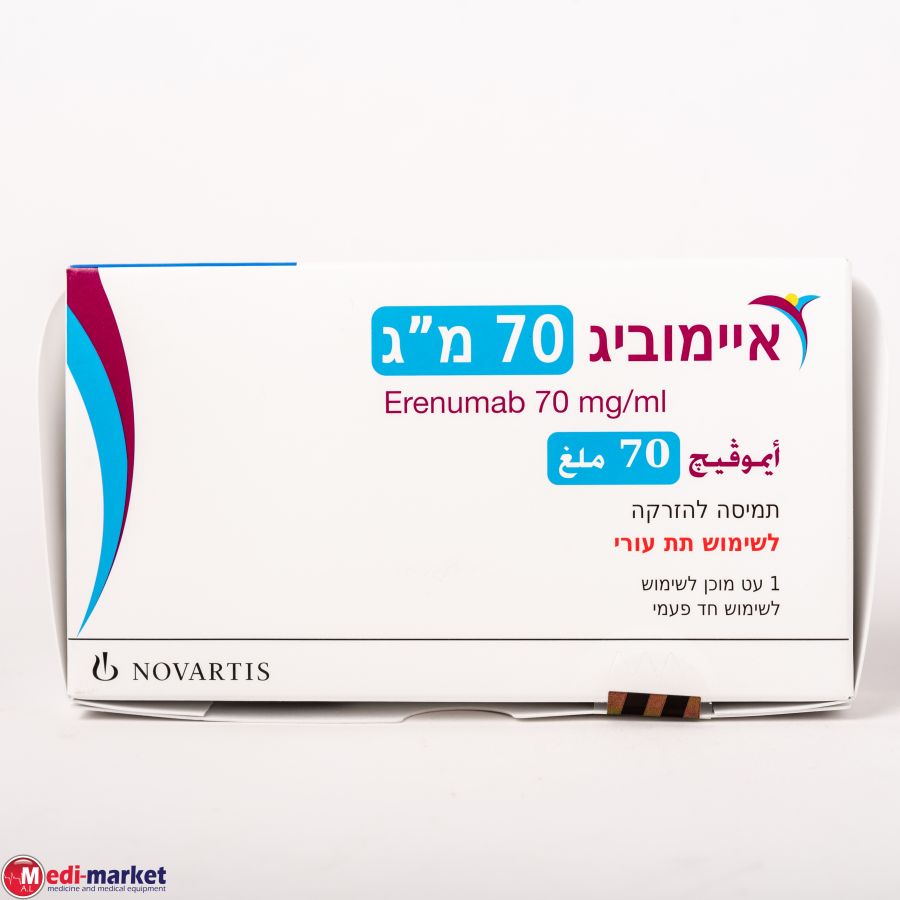 איימוביג 70 מ"ג
Erenumab 70 mg/ml
أيموڤيچ 70 ملغ
תמיסה להזרקה
לשימוש תת עורי
1 עט מוכן לשימוש
לשימוש חד פעמי
NOVARTIS
Medi-market
A.L
medicine and medical equipment